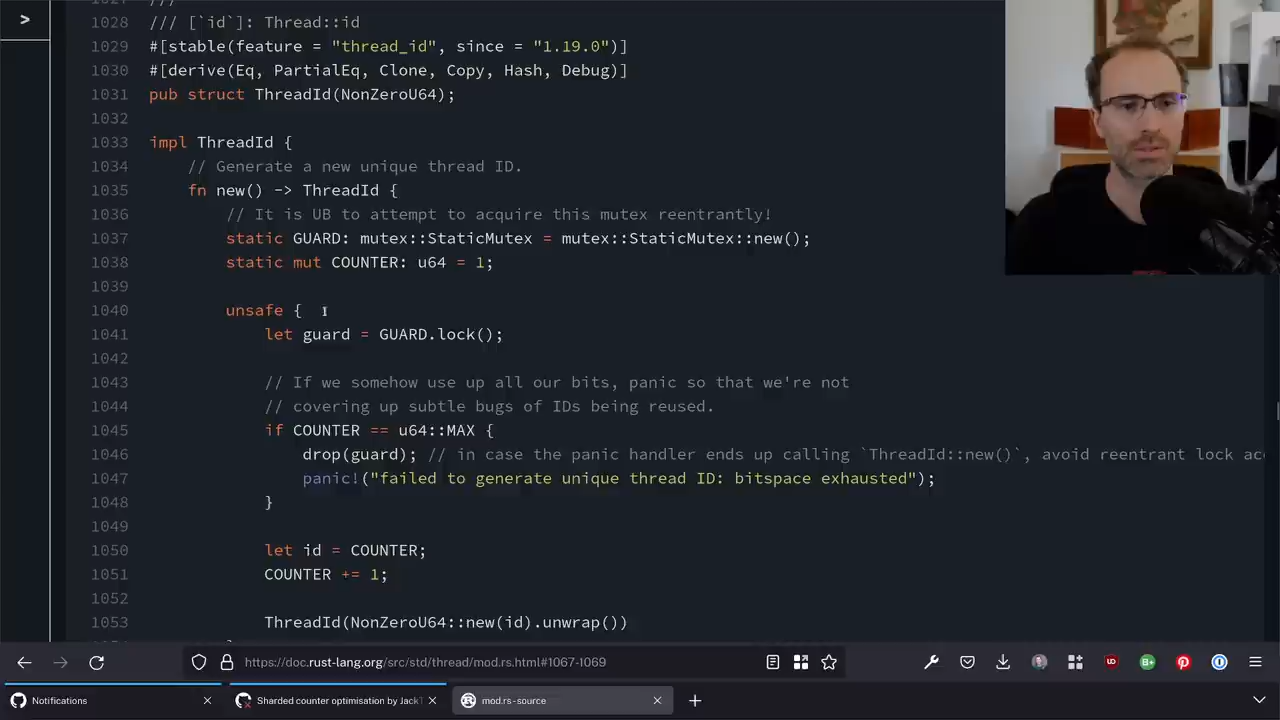 >
1027 ///
1028 /// [`id`]: Thread::id
1029 #[stable(feature = "thread_id", since = "1.19.0")]
1030 #[derive(Eq, PartialEq, Clone, Copy, Hash, Debug)]
1031 pub struct ThreadId(NonZeroU64);
1032
1033 impl ThreadId {
1034 // Generate a new unique thread ID.
1035 fn new() -> ThreadId {
1036 // It is UB to attempt to acquire this mutex reentrantly!
1037 static GUARD: mutex::StaticMutex = mutex::StaticMutex::new();
1038 static mut COUNTER: u64 = 1;
1039
1040 unsafe {
1041 let guard = GUARD.lock();
1042
1043 // If we somehow use up all our bits, panic so that we're not
1044 // covering up subtle bugs of IDs being reused.
1045 if COUNTER == u64::MAX {
1046 drop(guard); // in case the panic handler ends up calling `ThreadId::new()`, avoid reentrant lock ac
1047 panic!("failed to generate unique thread ID: bitspace exhausted");
1048 }
1049
1050 let id = COUNTER;
1051 COUNTER += 1;
1052
1053 ThreadId(NonZeroU64::new(id).unwrap())
https://doc.rust-lang.org/src/std/thread/mod.rs.html#1067-1069
Notifications
Sharded counter optimisation by Jack
mod.rs - source